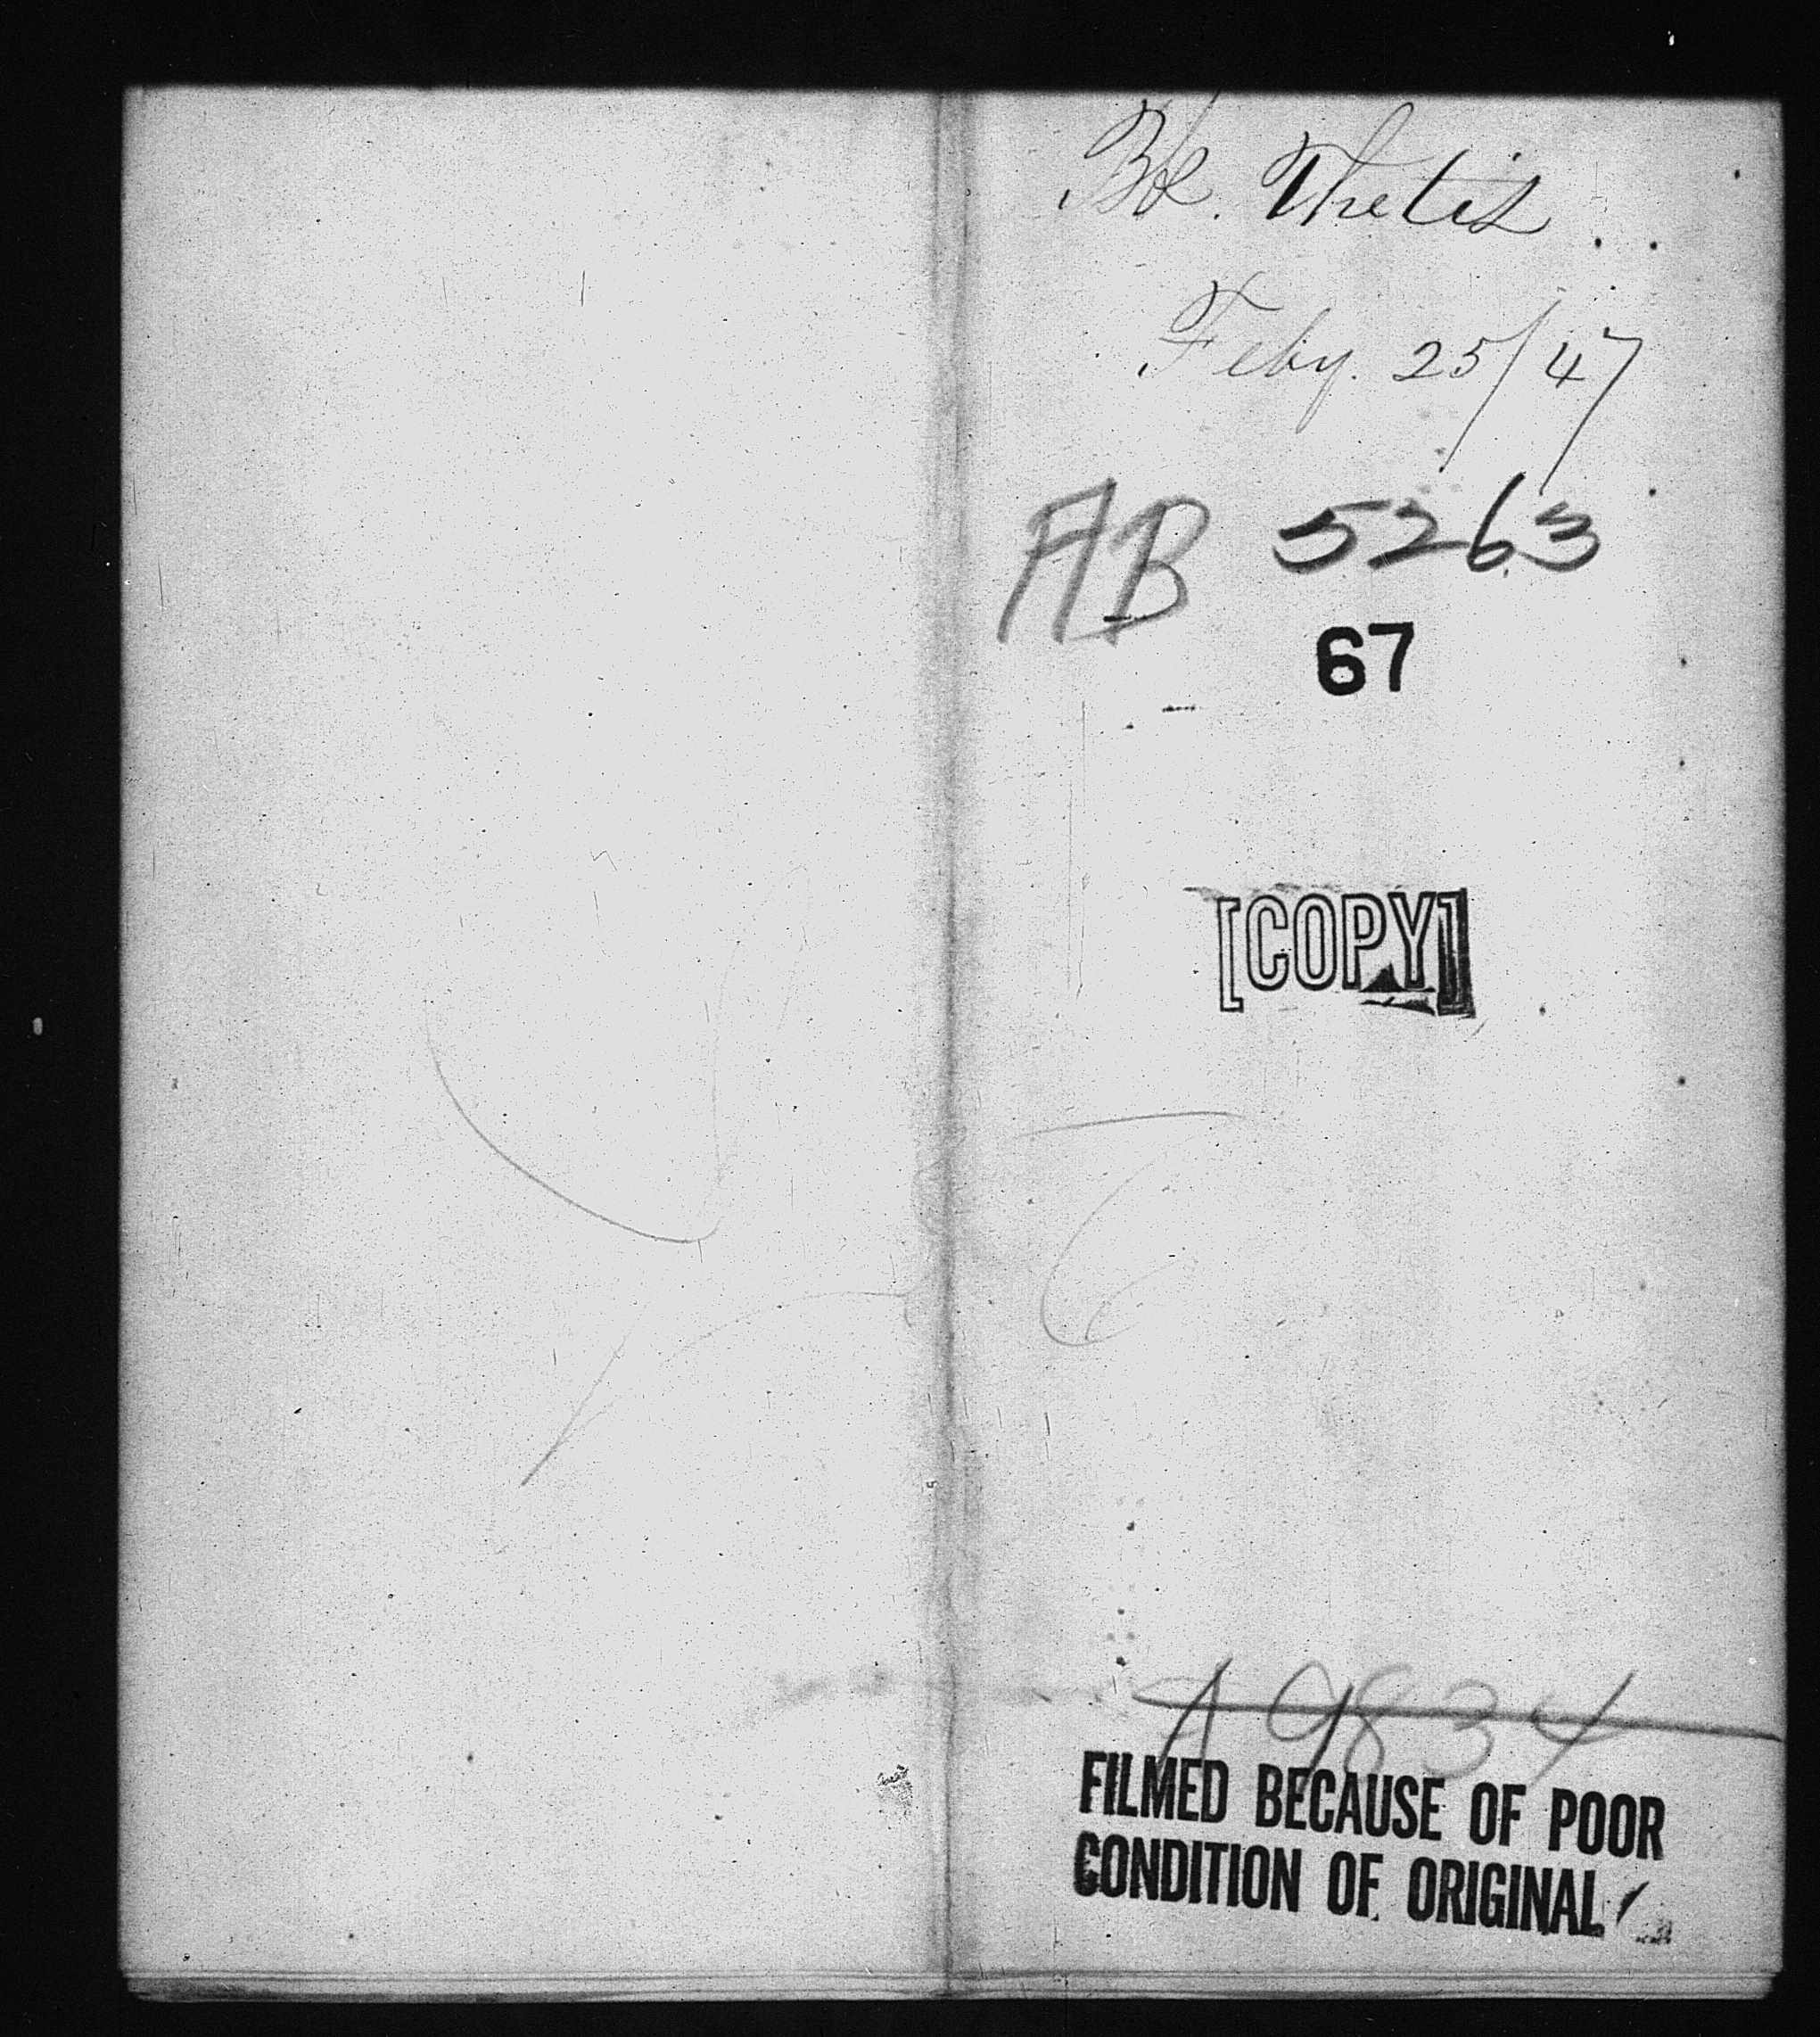 Bk. Thetis
Feby. 25/47
AB 5263
67
[COPY]
A 9834
FILMED BECAUSE OF POOR
CONDITION OF ORIGINAL